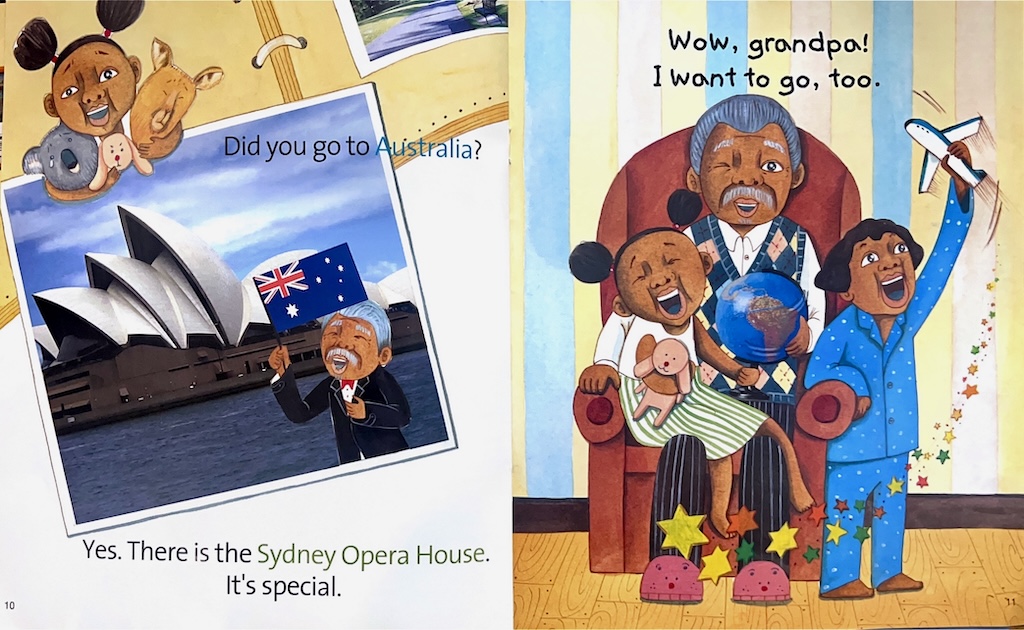 Did you go to Australia?
Yes. There is the Sydney Opera House.
It's special.
10
Wow, grandpa!
I want to go, too.
11